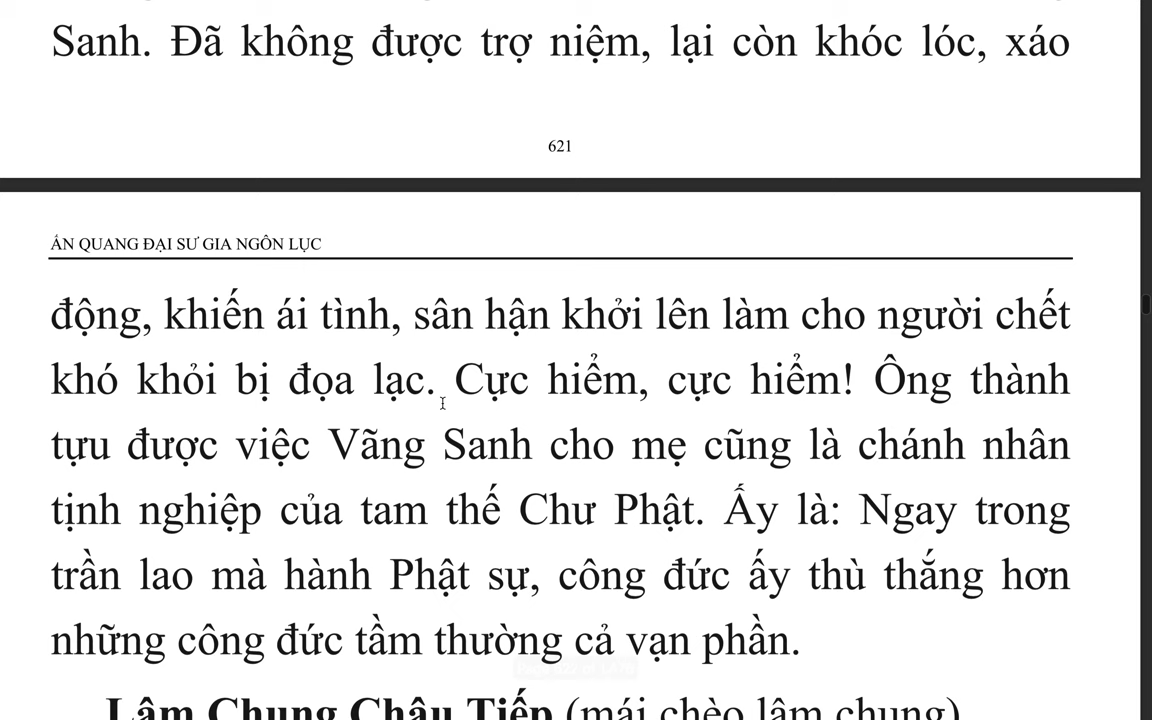 Sanh. Đã không được trợ niệm, lại còn khóc lóc, xáo
621
ẤN QUANG ĐẠI SƯ GIA NGÔN LỤC
động, khiến ái tình, sân hận khởi lên làm cho người chết
khó khỏi bị đọa lạc. Cực hiểm, cực hiểm! Ông thành
tựu được việc Vãng Sanh cho mẹ cũng là chánh nhân
tịnh nghiệp của tam thế Chư Phật. Ấy là: Ngay trong
trần lao mà hành Phật sự, công đức ấy thù thắng hơn
những công đức tầm thường cả vạn phần.
Lâm Chung Châu Tiếp (mái chèo lâm chung)